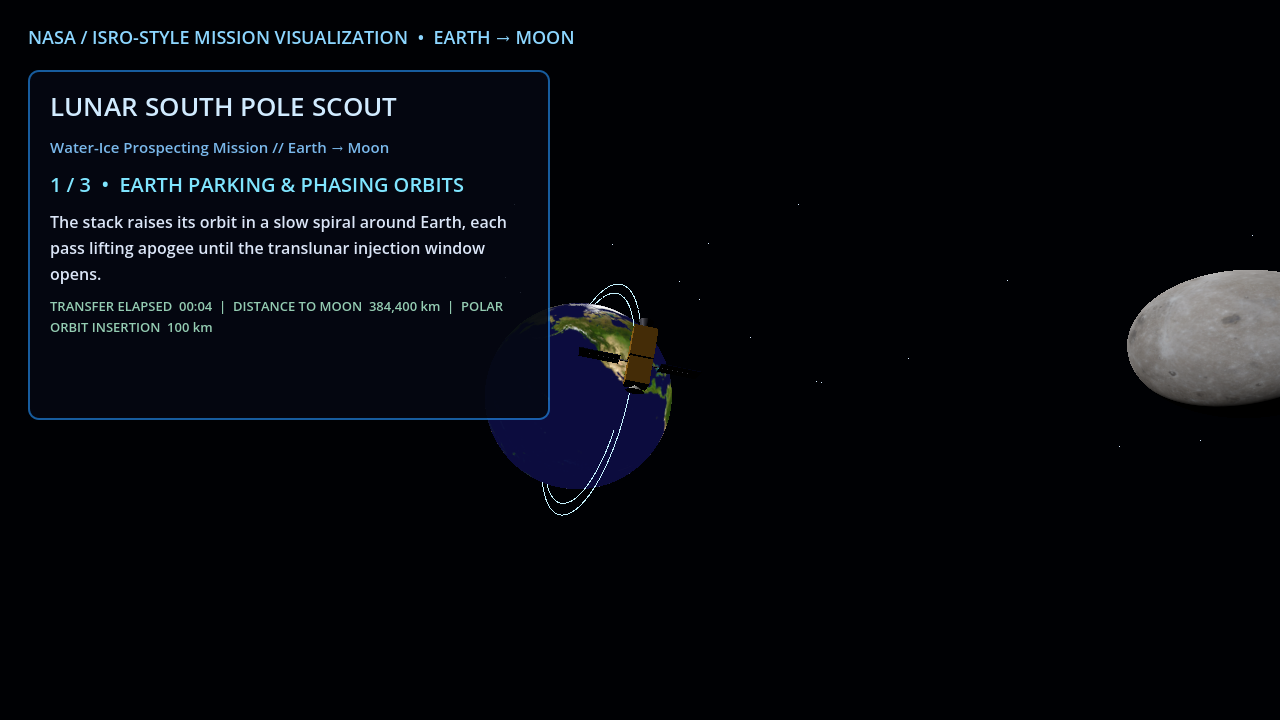 NASA / ISRO-STYLE MISSION VISUALIZATION • EARTH → MOON
LUNAR SOUTH POLE SCOUT
Water-Ice Prospecting Mission // Earth → Moon
1 / 3 • EARTH PARKING & PHASING ORBITS
The stack raises its orbit in a slow spiral around Earth, each
pass lifting apogee until the translunar injection window
opens.
TRANSFER ELAPSED 00:04 | DISTANCE TO MOON 384,400 km | POLAR
ORBIT INSERTION 100 km